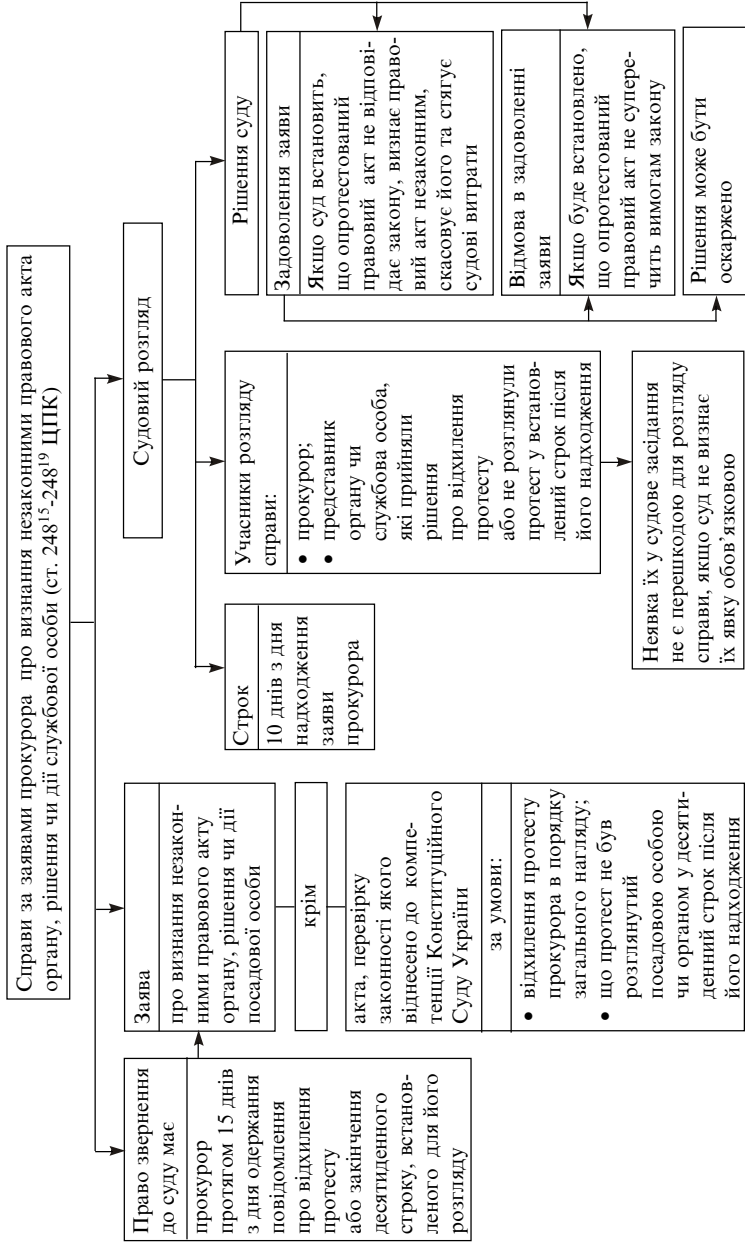 Справи за заявами прокурора про визнання незаконними правового акта
органу, рішення чи дії службової особи (ст. 248¹⁵-248¹⁹ ЦПК)
Право звернення
до суду має
прокурор
протягом 15 днів
з дня одержання
повідомлення
про відхилення
протесту
або закінчення
десятиденного
строку, встанов-
леного для його
розгляду
Заява
про визнання незакон-
ними правового акту
органу, рішення чи дії
посадової особи
крім
акта, перевірку
законності якого
віднесено до компе-
тенції Конституційного
Суду України
за умови:
• відхилення протесту
прокурора в порядку
загального нагляду;
• що протест не був
розглянутий
посадовою особою
чи органом у десяти-
денний строк після
його надходження
Судовий розгляд
Строк
10 днів з дня
надходження
заяви
прокурора
Учасники розгляду
справи:
• прокурор;
• представник
органу чи
службова особа,
які прийняли
рішення
про відхилення
протесту
або не розглянули
протест у встанов-
лений строк після
його надходження
Неявка їх у судове засідання
не є перешкодою для розгляду
справи, якщо суд не визнає
їх явку обов’язковою
Рішення суду
Задоволення заяви
Якщо суд встановить,
що опротестований
правовий акт не відпові-
дає закону, визнає право-
вий акт незаконним,
скасовує його та стягує
судові витрати
Відмова в задоволенні
заяви
Якщо буде встановлено,
що опротестований
правовий акт не супере-
чить вимогам закону
Рішення може бути
оскаржено